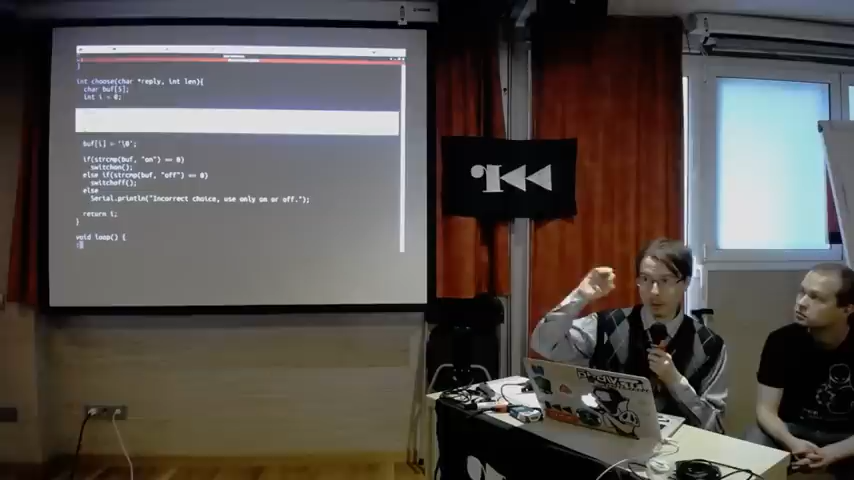 }
int choose(char *reply, int len){
char buf[5];
int i = 0;
buf[i] = '\0';
if(strcmp(buf, "on") == 0)
switchon();
else if(strcmp(buf, "off") == 0)
switchoff();
else
Serial.println("Incorrect choice, use only on or off.");
return i;
}
void loop() {